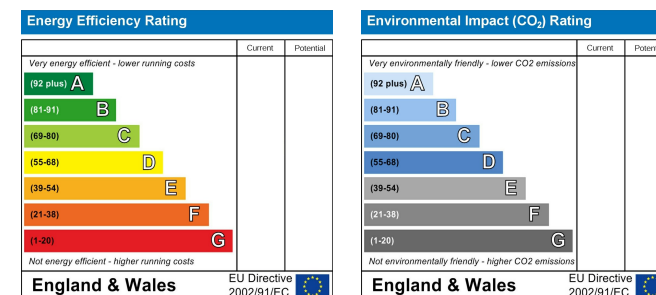 Energy Efficiency Rating
Current Potential
Very energy efficient - lower running costs
(92 plus) A
(81-91) B
(69-80) C
(55-68) D
(39-54) E
(21-38) F
(1-20) G
Not energy efficient - higher running costs
England & Wales
EU Directive
2002/91/EC
Environmental Impact (CO₂) Rating
Current Potent
Very environmentally friendly - lower CO2 emissions
(92 plus) A
(81-91) B
(69-80) C
(55-68) D
(39-54) E
(21-38) F
(1-20) G
Not environmentally friendly - higher CO2 emissions
England & Wales
EU Directive
2002/91/EC